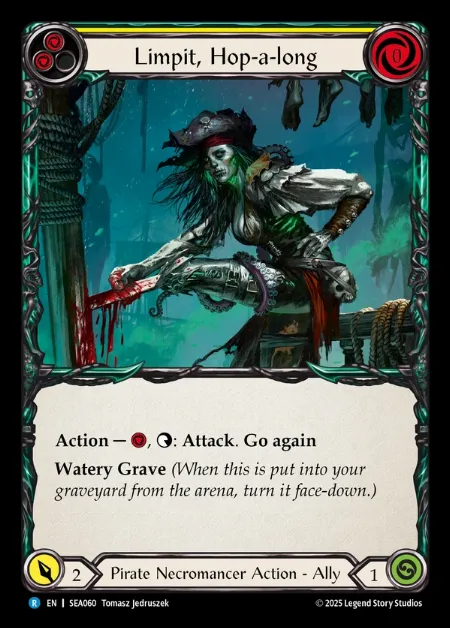 Limpit, Hop-a-long
0
Action — , : Attack. Go again
Watery Grave (When this is put into your
graveyard from the arena, turn it face-down.)
2
Pirate Necromancer Action - Ally
1
R EN | SEA060 Tomasz Jedruszek
© 2025 Legend Story Studios